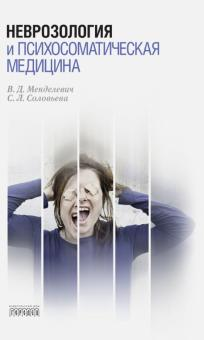 НЕВРОЗОЛОГИЯ
и ПСИХОСОМАТИЧЕСКАЯ
МЕДИЦИНА
В. Д. Менделевич
С. Л. Соловьева